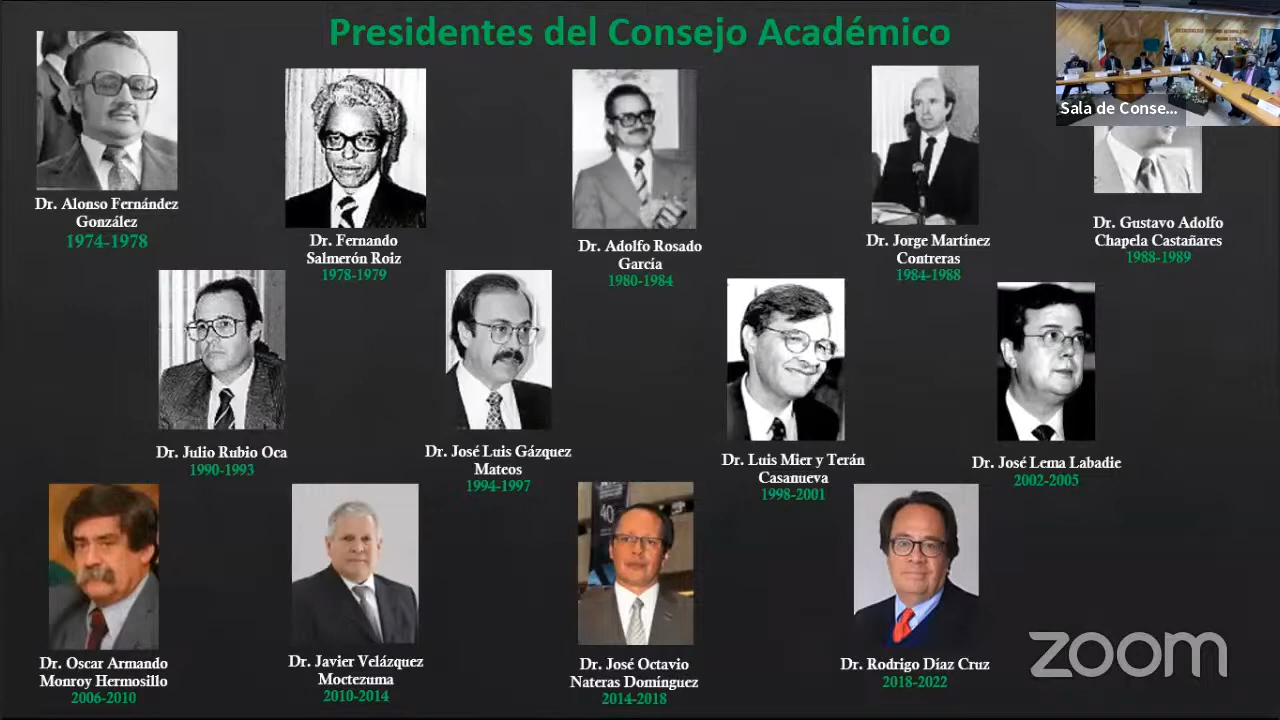 Presidentes del Consejo Académico
Sala de Conse...
Dr. Alonso Fernández
González
1974-1978
Dr. Fernando
Salmerón Roiz
1978-1979
Dr. Adolfo Rosado
García
1980-1984
Dr. Jorge Martínez
Contreras
1984-1988
Dr. Gustavo Adolfo
Chapela Castañares
1988-1989
Dr. Julio Rubio Oca
1990-1993
Dr. José Luis Gázquez
Mateos
1994-1997
Dr. Luis Mier y Terán
Casanueva
1998-2001
Dr. José Lema Labadie
2002-2005
40
Dr. Oscar Armando
Monroy Hermosillo
2006-2010
Dr. Javier Velázquez
Moctezuma
2010-2014
Dr. José Octavio
Nateras Domínguez
2014-2018
Dr. Rodrigo Díaz Cruz
2018-2022
zoom